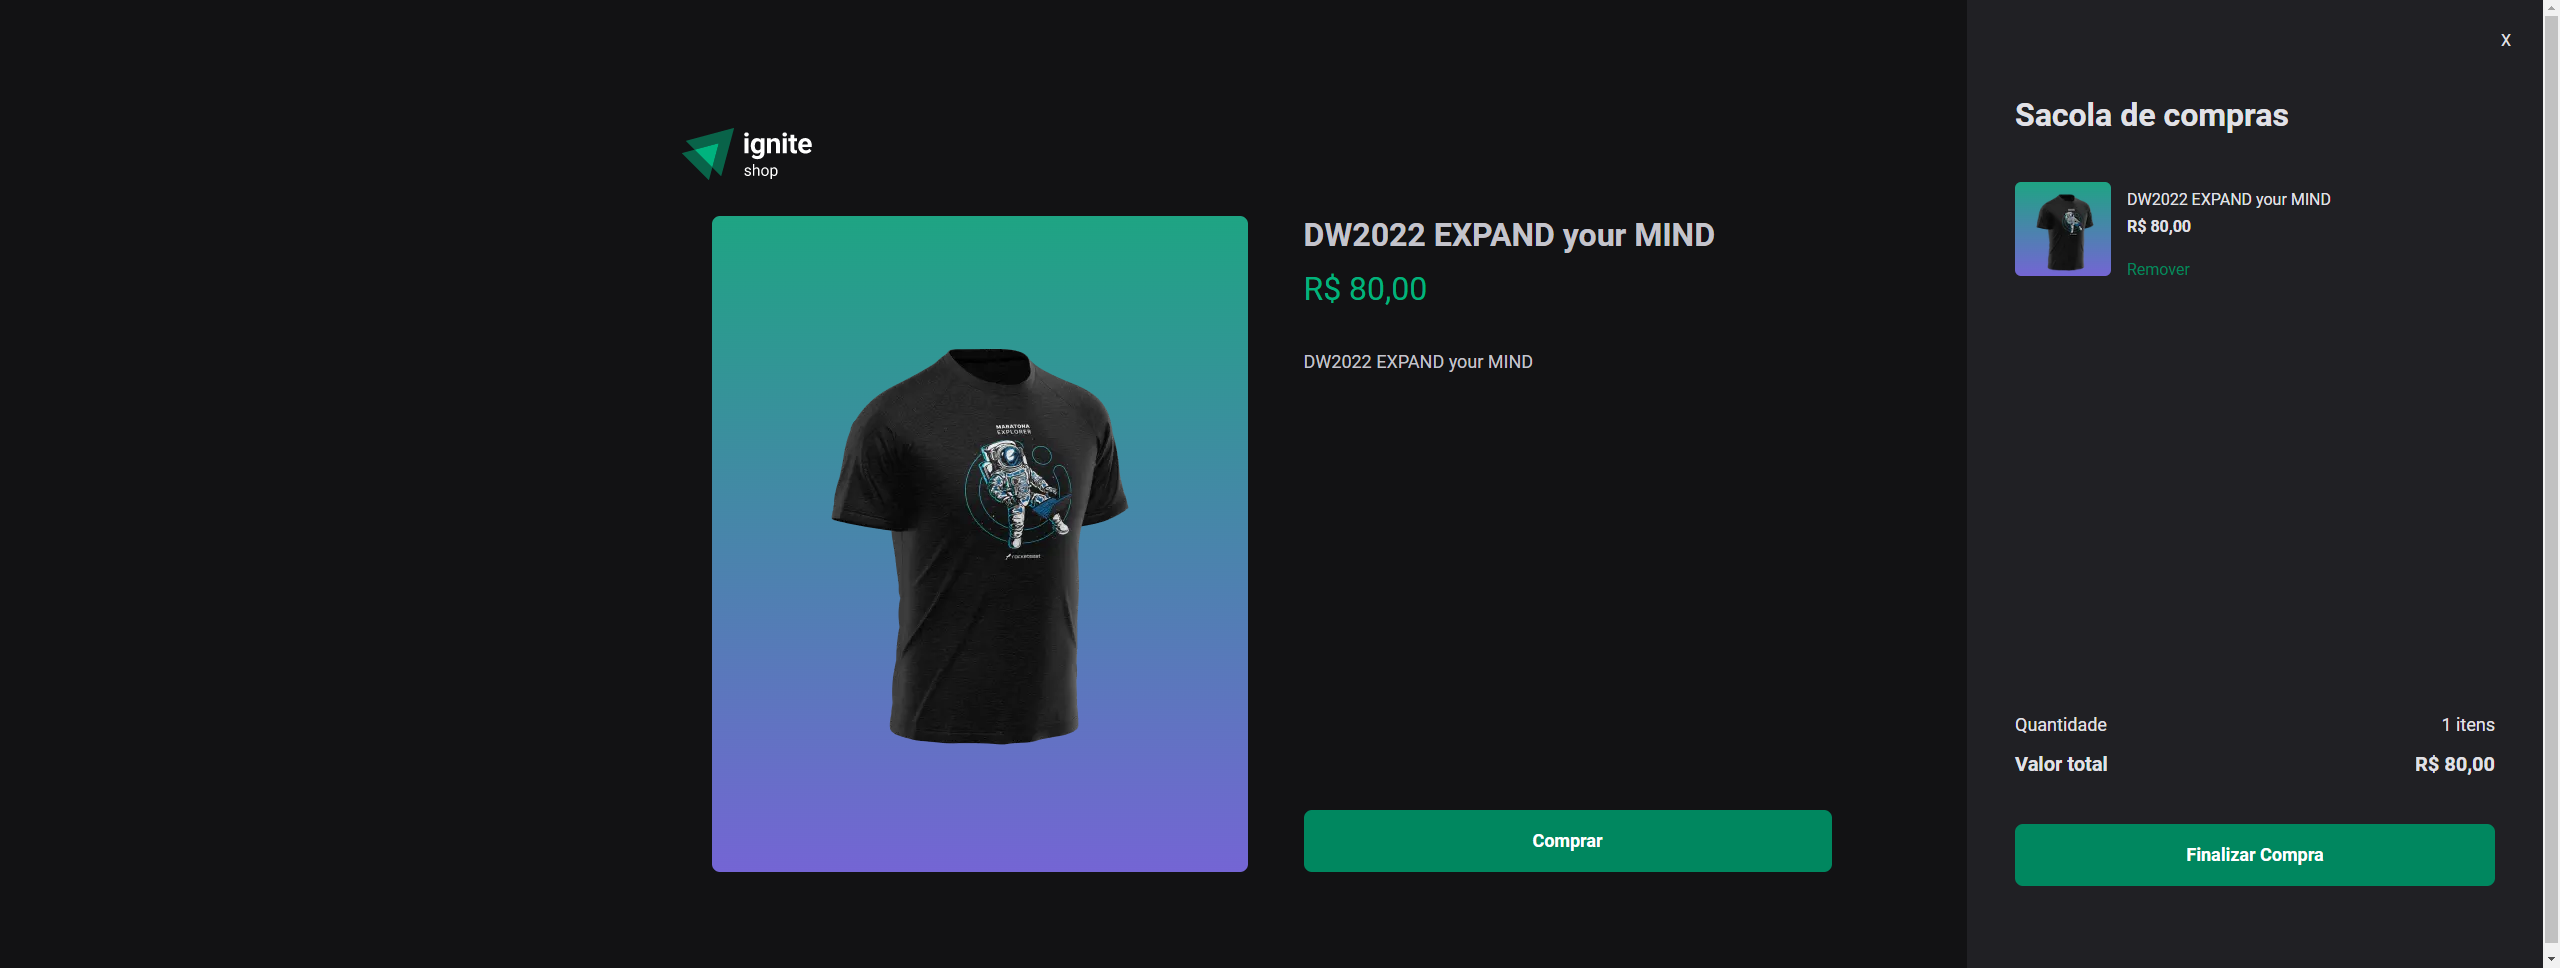 ignite
shop
MARATONA
EXPLORER
rocketseat
DW2022 EXPAND your MIND
R$ 80,00
DW2022 EXPAND your MIND
Comprar
X
Sacola de compras
DW2022 EXPAND your MIND
R$ 80,00
Remover
Quantidade 1 itens
Valor total R$ 80,00
Finalizar Compra